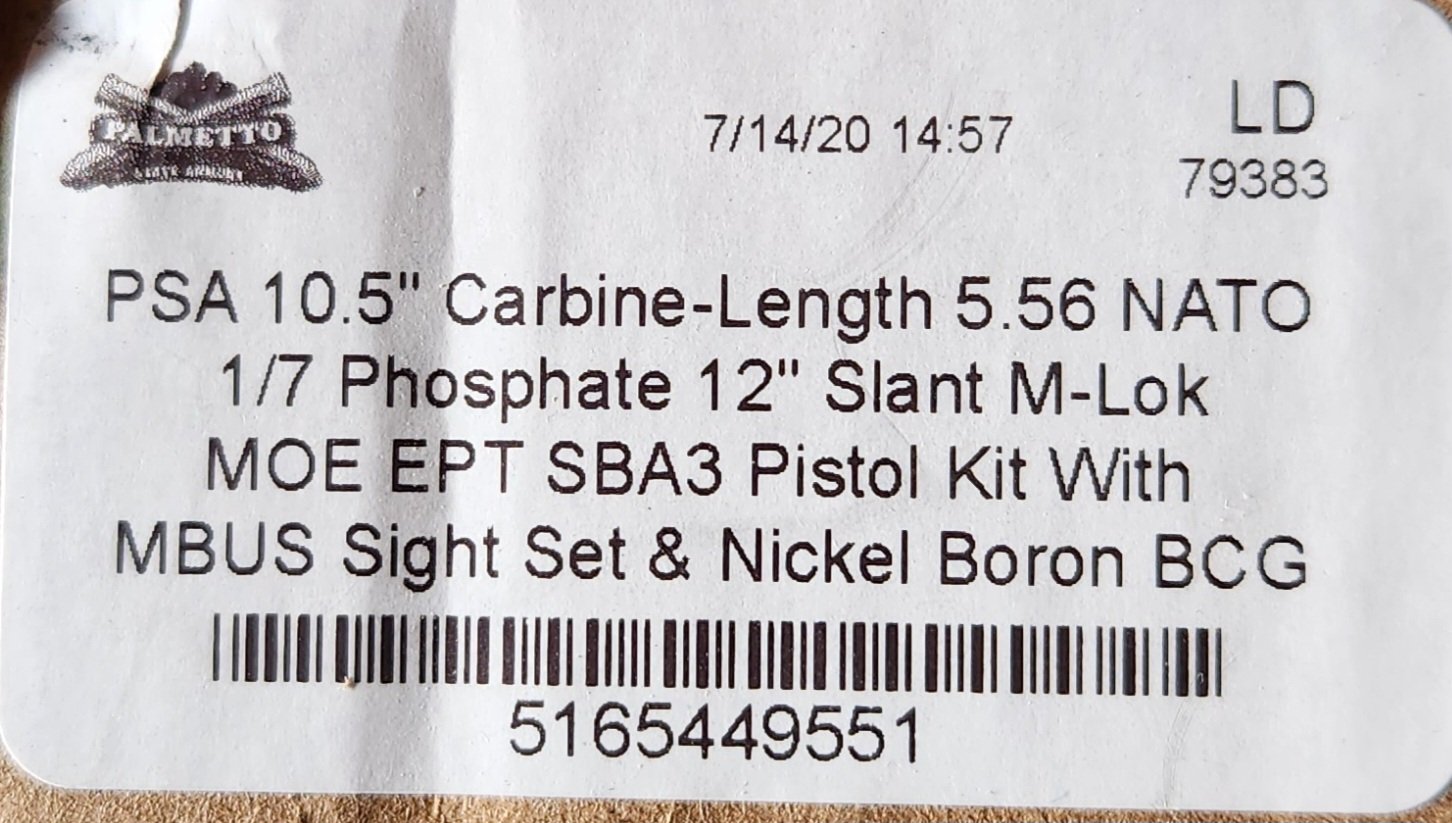 PALMETTO
STATE ARMORY
7/14/20 14:57
LD
79383
PSA 10.5" Carbine-Length 5.56 NATO
1/7 Phosphate 12" Slant M-Lok
MOE EPT SBA3 Pistol Kit With
MBUS Sight Set & Nickel Boron BCG
5165449551